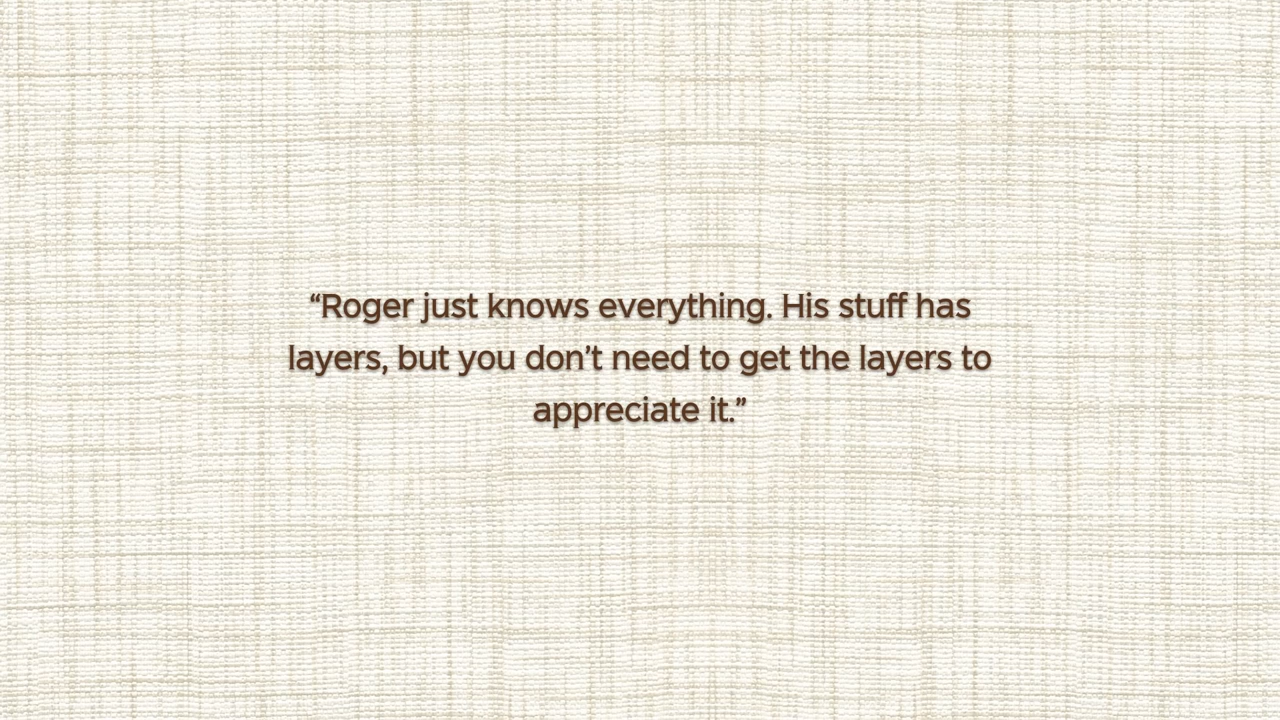 “Roger just knows everything. His stuff has
layers, but you don’t need to get the layers to
appreciate it.”